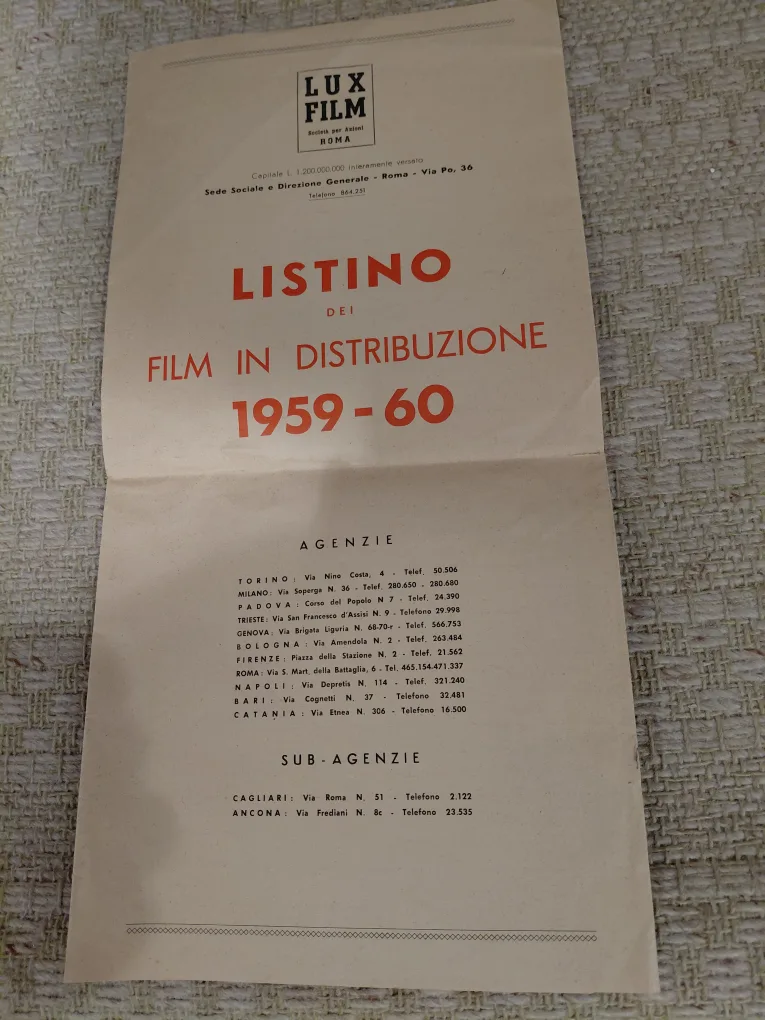 LUX
FILM
Società per Azioni
ROMA
Capitale L. 1.200.000.000 interamente versato
Sede Sociale e Direzione Generale - Roma - Via Po, 36
Telefono 864.251
LISTINO
DEI
FILM IN DISTRIBUZIONE
1959-60
AGENZIE
TORINO: Via Nino Costa, 4 - Telef. 50.506
MILANO: Via Soperga N. 36 - Telef. 280.650 - 280.680
PADOVA: Corso del Popolo N 7 - Telef. 24.390
TRIESTE: Via San Francesco d'Assisi N. 9 - Telefono 29.998
GENOVA: Via Brigata Liguria N. 68-70-r - Telef. 566.753
BOLOGNA: Via Amendola N. 2 - Telef. 263.484
FIRENZE: Piazza della Stazione N. 2 - Telef. 21.562
ROMA: Via S. Mart. della Battaglia, 6 - Tel. 465.154-471.337
NAPOLI: Via Depretis N. 114 - Telef. 321.240
BARI: Via Cognetti N. 37 - Telefono 32.481
CATANIA: Via Etnea N. 306 - Telefono 16.500
SUB-AGENZIE
CAGLIARI: Via Roma N. 51 - Telefono 2.122
ANCONA: Via Frediani N. 8c - Telefono 23.535